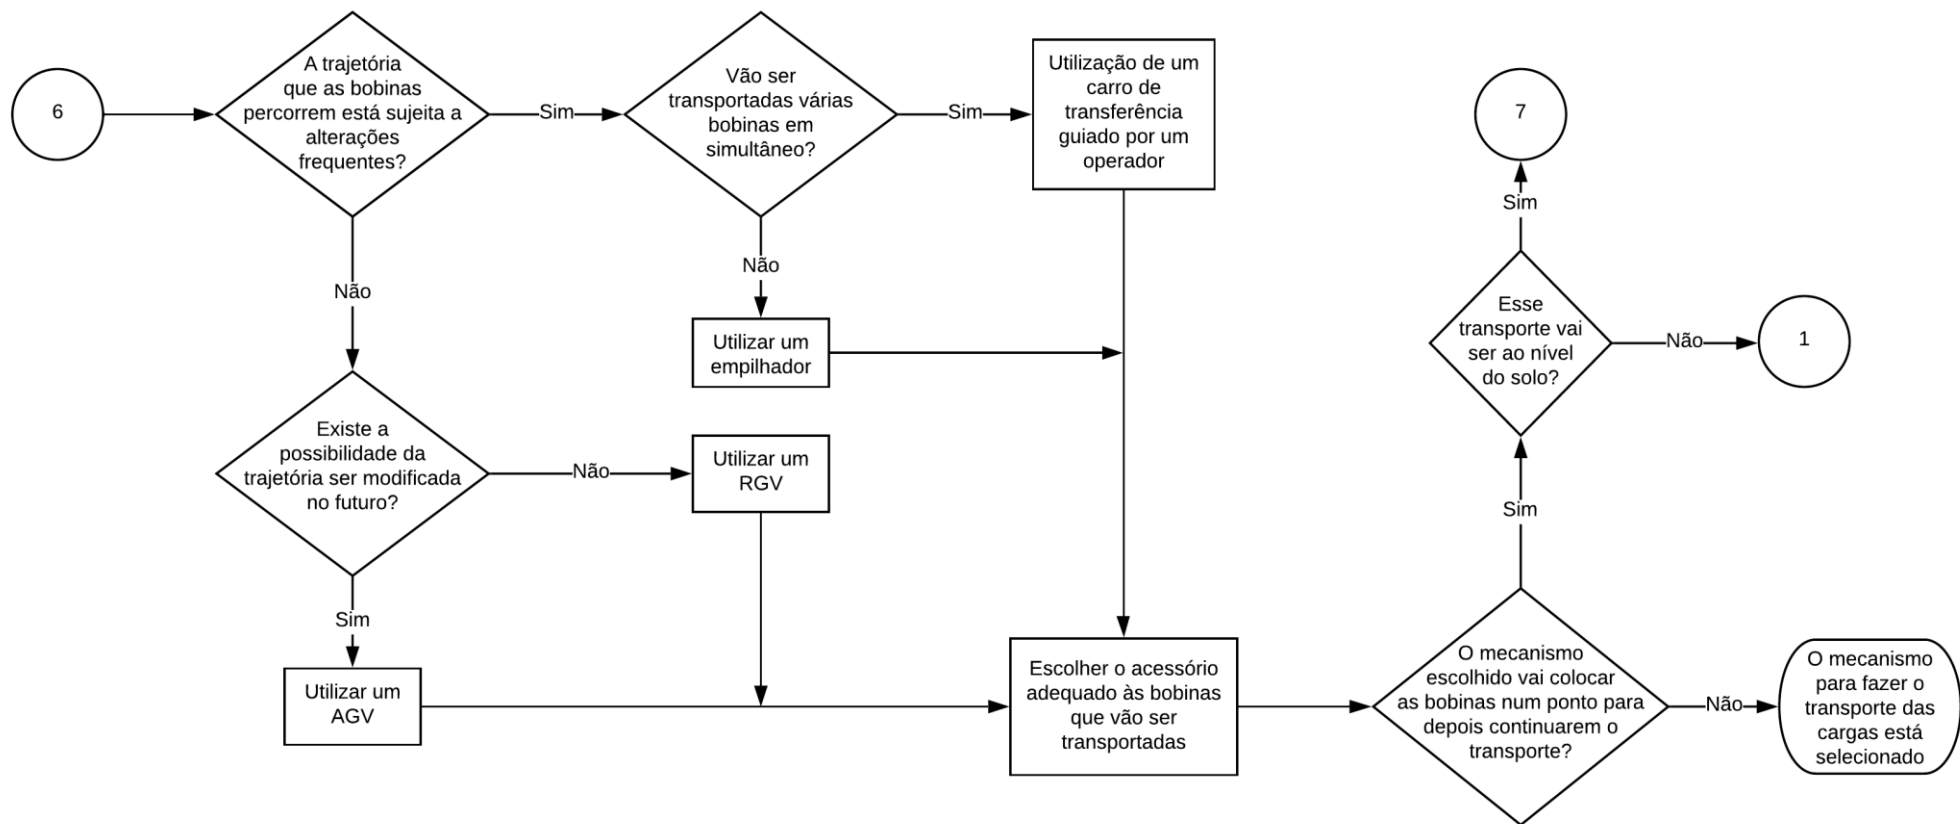 6
A trajetória
que as bobinas
percorrem está sujeita a
alterações
frequentes?
Sim
Vão ser
transportadas várias
bobinas em
simultâneo?
Sim
Utilização de um
carro de
transferência
guiado por um
operador
Não
Utilizar um
empilhador
Não
Existe a
possibilidade da
trajetória ser modificada
no futuro?
Não
Utilizar um
RGV
Sim
Utilizar um
AGV
Escolher o acessório
adequado às bobinas
que vão ser
transportadas
O mecanismo
escolhido vai colocar
as bobinas num ponto para
depois continuarem o
transporte?
Não
O mecanismo
para fazer o
transporte das
cargas está
selecionado
Sim
Esse
transporte vai
ser ao nível
do solo?
Não
1
Sim
7